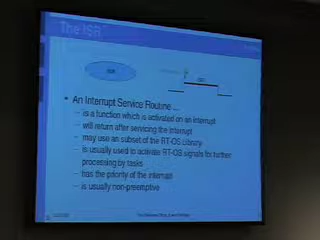 The ISR
An Interrupt Service Routine ...
– is a function which is activated on an interrupt
– will return after servicing the interrupt
– may use an subset of the RT-OS Library
– is usually used to activate RT-OS signals for further
processing by tasks
– has the priority of the interrupt
– is usually non-preemptive